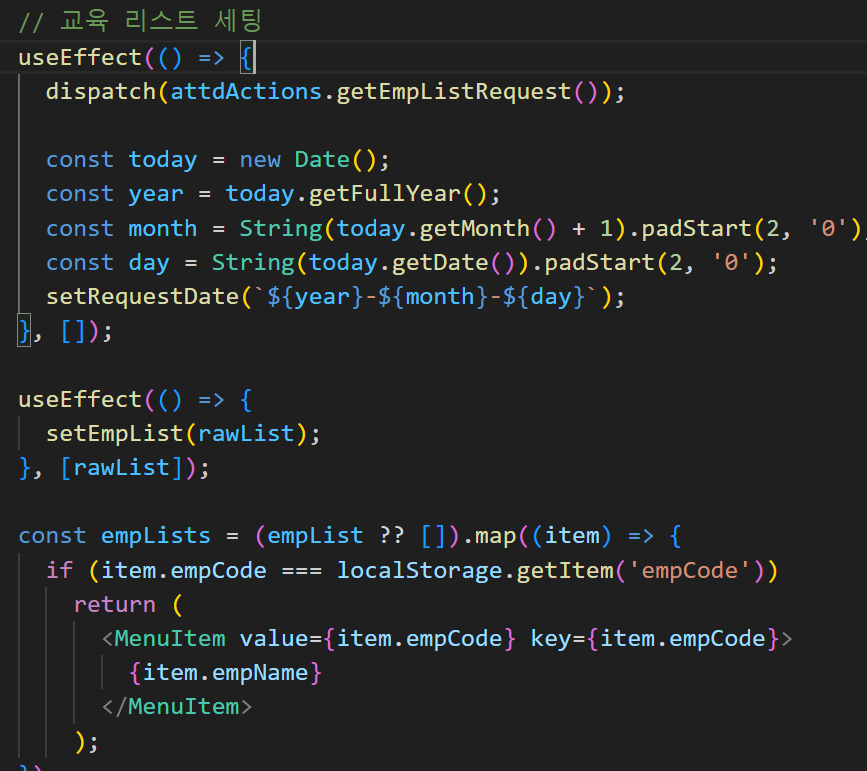 // 교육 리스트 세팅
useEffect(() => {
  dispatch(attdActions.getEmpListRequest());

  const today = new Date();
  const year = today.getFullYear();
  const month = String(today.getMonth() + 1).padStart(2, '0')
  const day = String(today.getDate()).padStart(2, '0');
  setRequestDate(`${year}-${month}-${day}`);
}, []);

useEffect(() => {
  setEmpList(rawList);
}, [rawList]);

const empLists = (empList ?? []).map((item) => {
  if (item.empCode === localStorage.getItem('empCode'))
    return (
      <MenuItem value={item.empCode} key={item.empCode}>
        {item.empName}
      </MenuItem>
    );
})